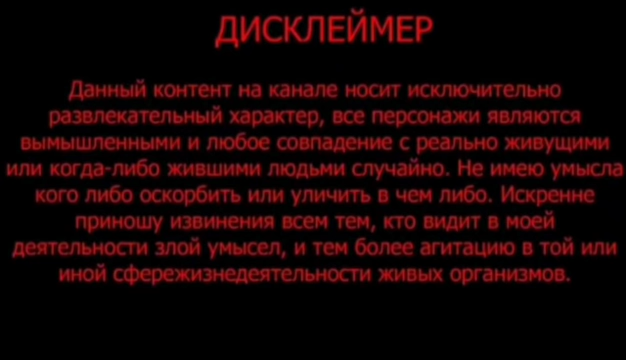 ДИСКЛЕЙМЕР
Данный контент на канале носит исключительно
развлекательный характер, все персонажи являются
вымышленными и любое совпадение с реально живущими
или когда-либо жившими людьми случайно. Не имею умысла
кого либо оскорбить или уличить в чем либо. Искренне
приношу извинения всем тем, кто видит в моей
деятельности злой умысел, и тем более агитацию в той или
иной сфережизнедеятельности живых организмов.